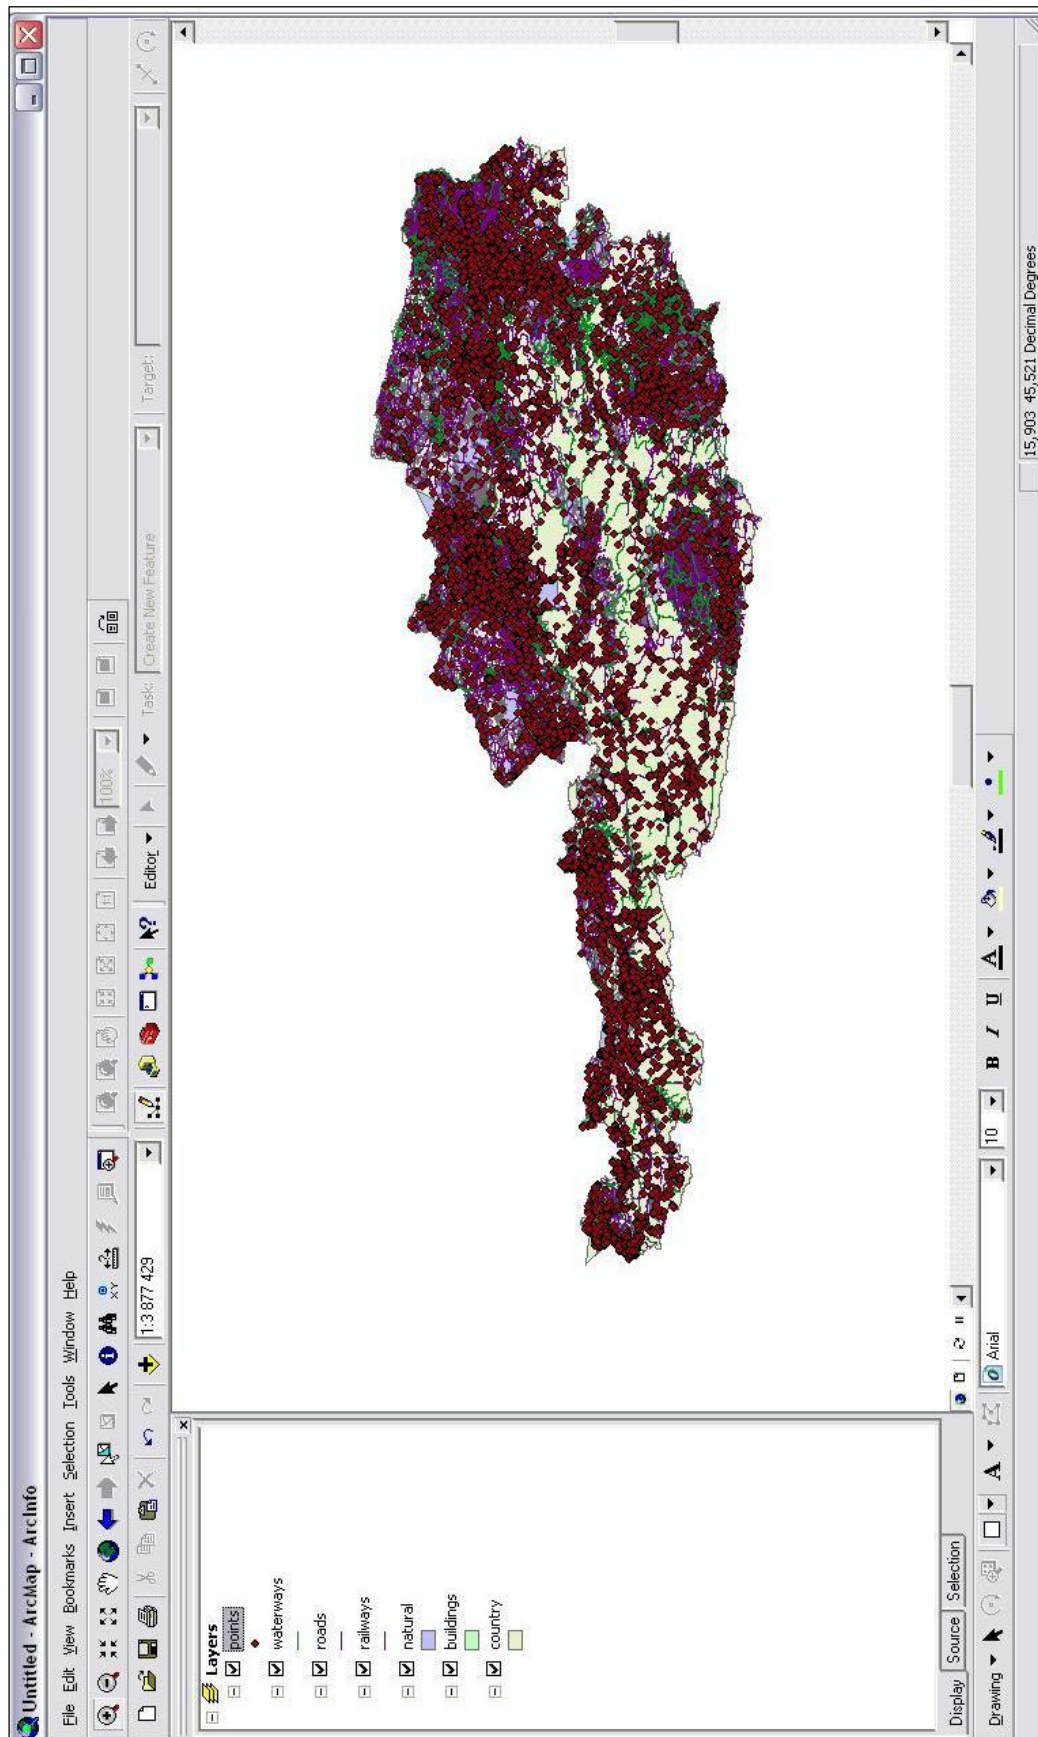 Untitled - ArcMap - ArcInfo
File Edit View Bookmarks Insert Selection Tools Window Help
XY
100%
1:3 877 429
Editor
Task: Create New Feature
Target:
Layers
points
waterways
roads
railways
natural
buildings
country
Display Source Selection
Drawing
A
Arial
10
B I U
A
15,903 45,521 Decimal Degrees